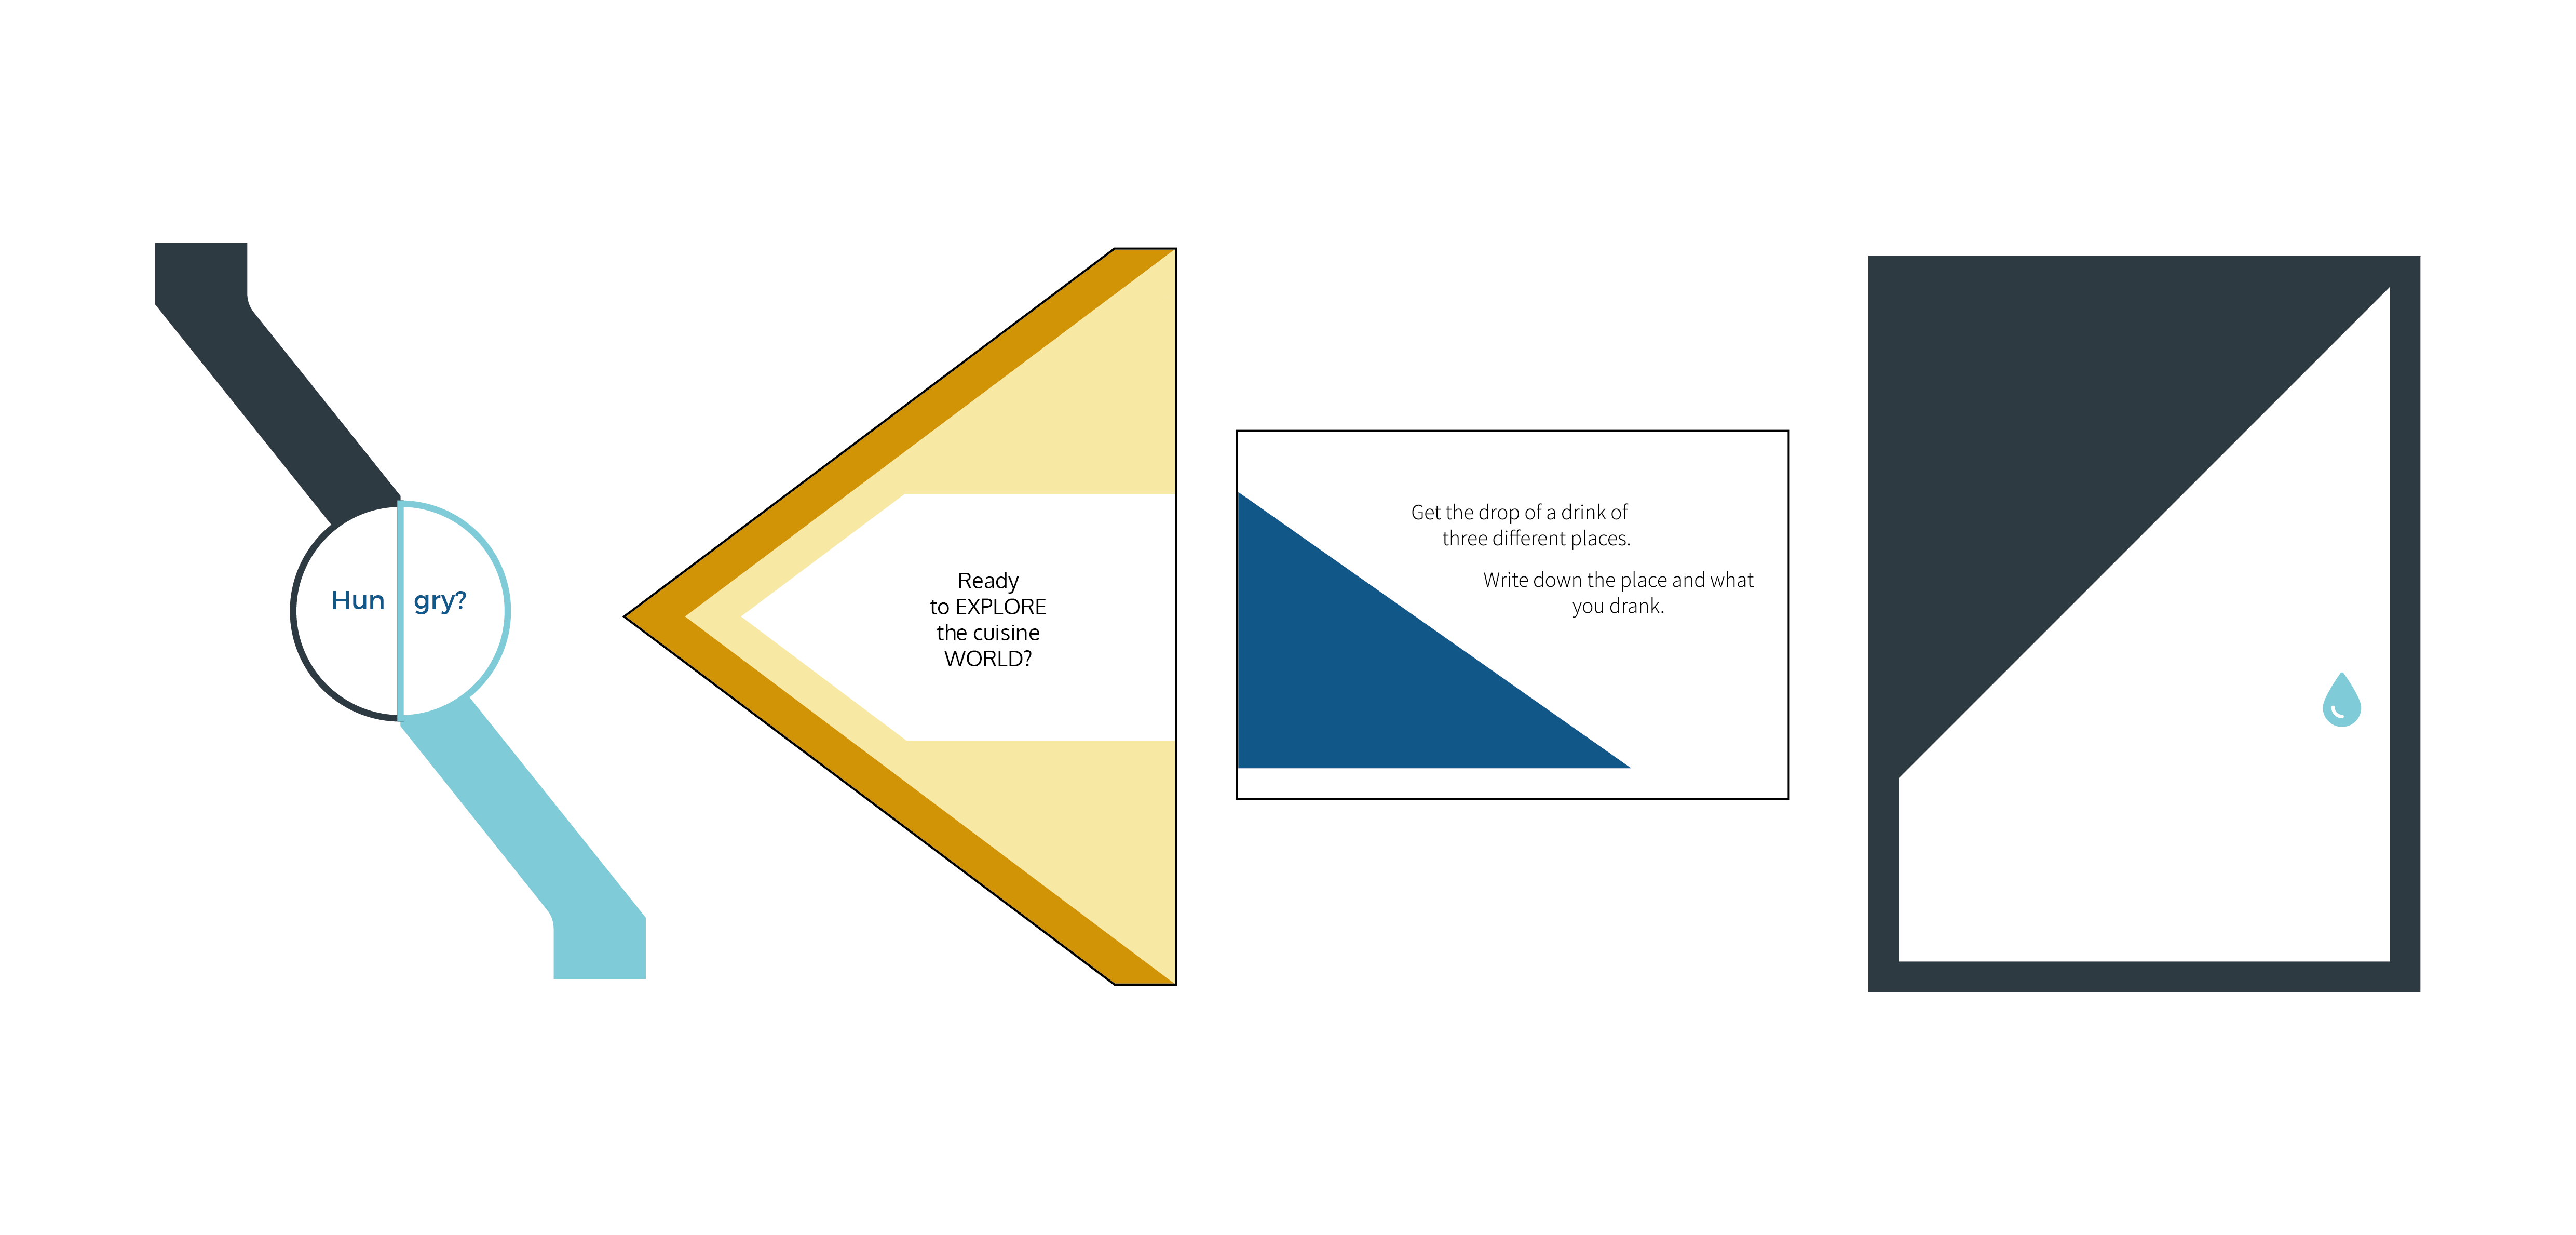 Hun gry?
Ready
to EXPLORE
the cuisine
WORLD?
Get the drop of a drink of
three different places.
Write down the place and what
you drank.